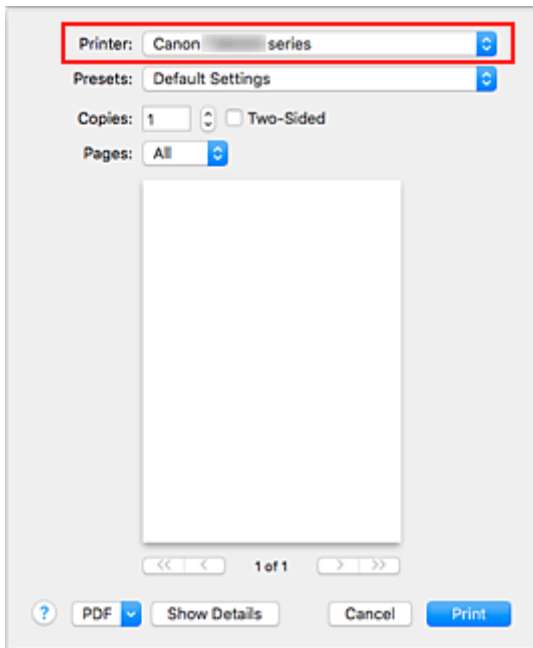 Printer: Canon series
Presets: Default Settings
Copies: 1 Two-Sided
Pages: All
<< < 1 of 1 > >>
? PDF Show Details Cancel Print